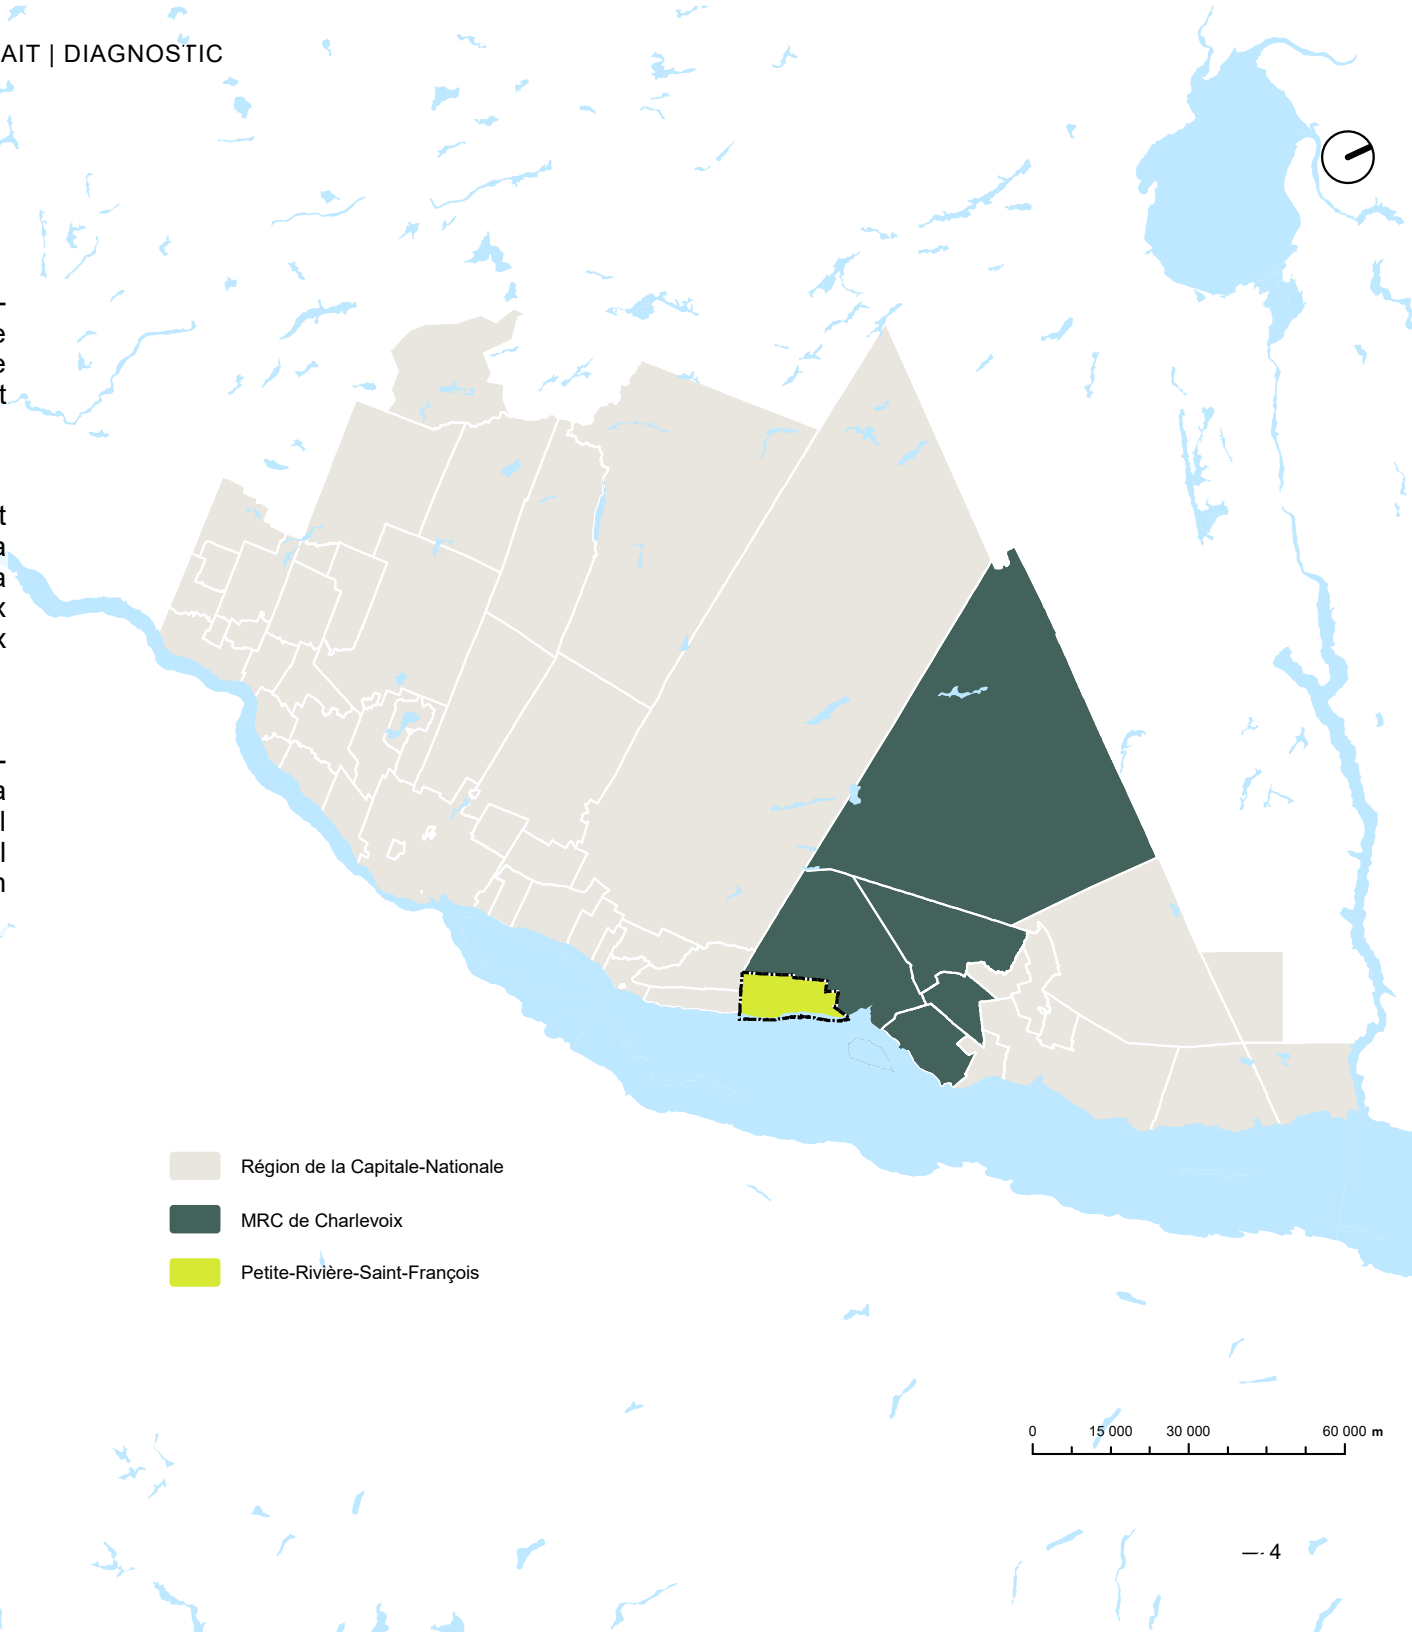 AIT | DIAGNOSTIC
-
e
e
t
t
a
a
x
x
-
a
l
l
n
Région de la Capitale-Nationale
MRC de Charlevoix
Petite-Rivière-Saint-François
0 15 000 30 000 60 000 m
— 4